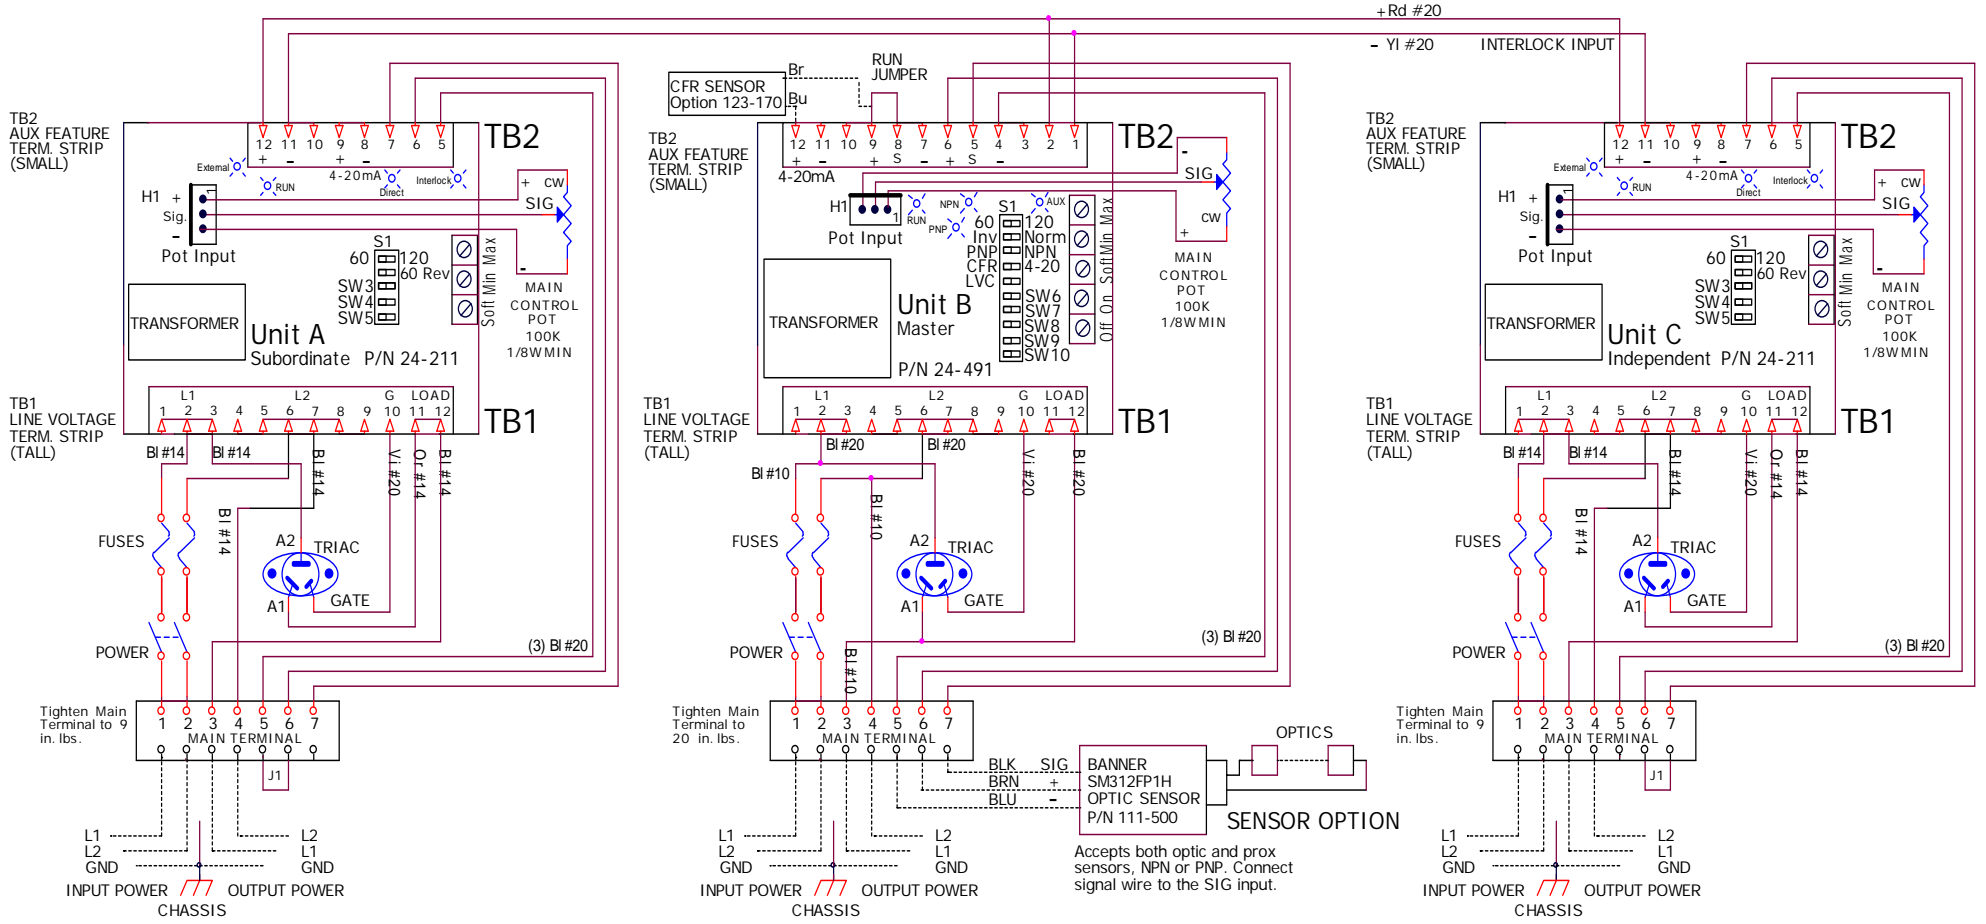 +Rd #20
- Yl #20 INTERLOCK INPUT
TB2
AUX FEATURE
TERM. STRIP
(SMALL)
12 11 10 9 8 7 6 5
+ - + -
4-20mA
TB2
External
RUN
Direct
Interlock
H1 +
Sig.
-
1
Pot Input
+ CW
SIG
-
MAIN
CONTROL
POT
100K
1/8W MIN
S1
60 120
60 Rev
SW3
SW4
SW5
Soft Min Max
TRANSFORMER
Unit A
Subordinate P/N 24-211
TB1
LINE VOLTAGE
TERM. STRIP
(TALL)
L1 L2 G LOAD
1 2 3 4 5 6 7 8 9 10 11 12
TB1
Bl #14
Bl #14
Bl #14
Vi #20
Or #14
Bl #14
Bl #14
FUSES
A2
TRIAC
A1
GATE
POWER
(3) Bl #20
Tighten Main
Terminal to 9
in. lbs.
1 2 3 4 5 6 7
MAIN TERMINAL
J1
L1
L2
GND
L2
L1
GND
INPUT POWER
OUTPUT POWER
CHASSIS
CFR SENSOR
Option 123-170
Br
Bu
RUN
JUMPER
TB2
AUX FEATURE
TERM. STRIP
(SMALL)
12 11 10 9 8 7 6 5 4 3 2 1
+ - + S - + S -
4-20mA
TB2
H1
1
Pot Input
RUN
NPN
PNP
AUX
-
SIG
CW
+
MAIN
CONTROL
POT
100K
1/8W MIN
S1
60 120
Inv Norm
PNP NPN
CFR 4-20
LVC
SW6
SW7
SW8
SW9
SW10
Off On Soft Min Max
TRANSFORMER
Unit B
Master
P/N 24-491
TB1
LINE VOLTAGE
TERM. STRIP
(TALL)
L1 L2 G LOAD
1 2 3 4 5 6 7 8 9 10 11 12
TB1
Bl #20
Bl #20
Bl #10
Bl #10
Vi #20
Bl #20
FUSES
A2
TRIAC
A1
GATE
POWER
Bl #10
(3) Bl #20
Tighten Main
Terminal to
20 in. lbs.
1 2 3 4 5 6 7
MAIN TERMINAL
BLK SIG
BRN +
BLU -
BANNER
SM312FP1H
OPTIC SENSOR
P/N 111-500
OPTICS
SENSOR OPTION
Accepts both optic and prox
sensors, NPN or PNP. Connect
signal wire to the SIG input.
L1
L2
GND
L2
L1
GND
INPUT POWER
OUTPUT POWER
CHASSIS
TB2
AUX FEATURE
TERM. STRIP
(SMALL)
12 11 10 9 8 7 6 5
+ - + -
4-20mA
TB2
External
RUN
Direct
Interlock
H1 +
Sig.
-
1
Pot Input
+ CW
SIG
-
MAIN
CONTROL
POT
100K
1/8W MIN
S1
60 120
60 Rev
SW3
SW4
SW5
Soft Min Max
TRANSFORMER
Unit C
Independent P/N 24-211
TB1
LINE VOLTAGE
TERM. STRIP
(TALL)
L1 L2 G LOAD
1 2 3 4 5 6 7 8 9 10 11 12
TB1
Bl #14
Bl #14
Bl #14
Vi #20
Or #14
Bl #14
Bl #14
FUSES
A2
TRIAC
A1
GATE
POWER
(3) Bl #20
Tighten Main
Terminal to 9
in. lbs.
1 2 3 4 5 6 7
MAIN TERMINAL
J1
L1
L2
GND
L2
L1
GND
INPUT POWER
OUTPUT POWER
CHASSIS